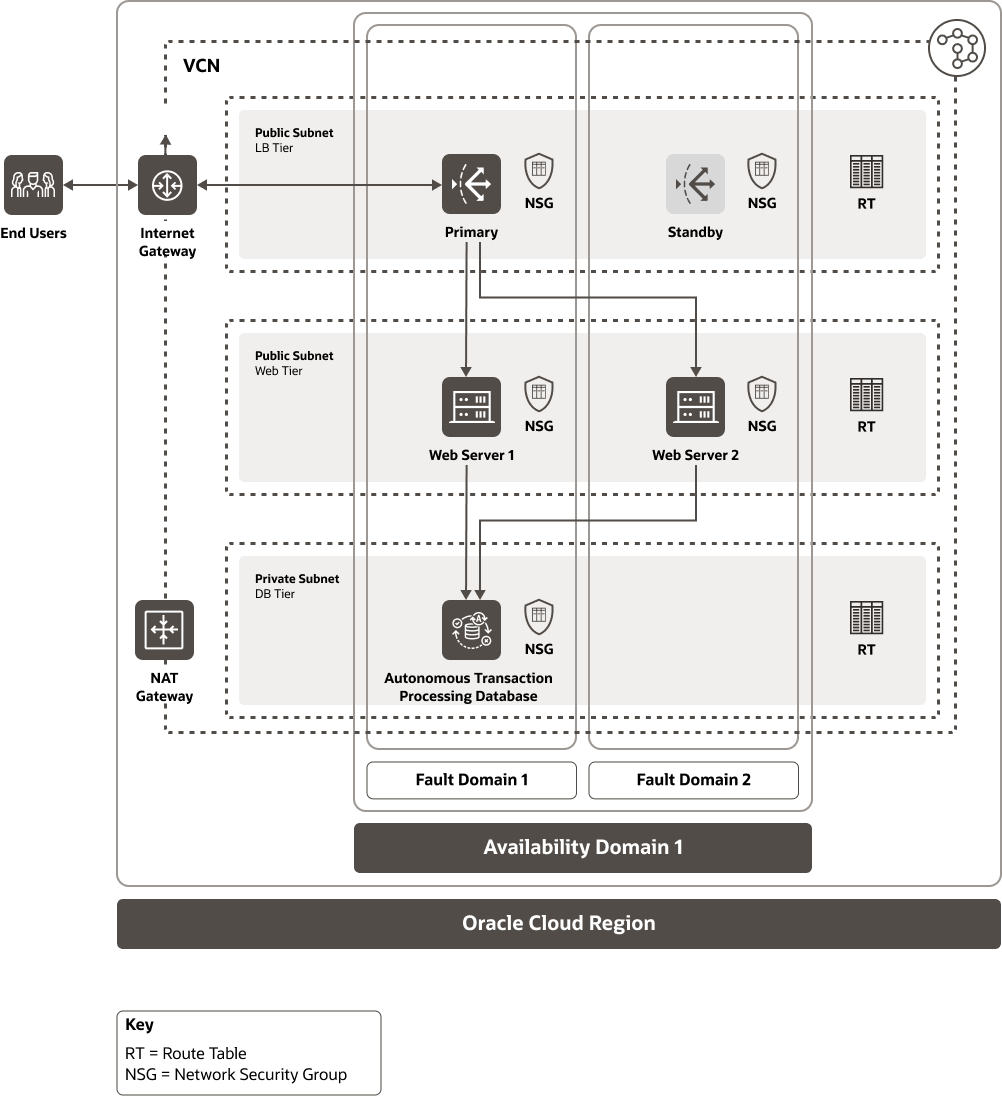 VCN
Public Subnet
LB Tier
NSG
NSG
RT
End Users
Internet
Gateway
Primary
Standby
Public Subnet
Web Tier
NSG
NSG
RT
Web Server 1
Web Server 2
Private Subnet
DB Tier
NSG
RT
NAT
Gateway
Autonomous Transaction
Processing Database
Fault Domain 1
Fault Domain 2
Availability Domain 1
Oracle Cloud Region
Key
RT = Route Table
NSG = Network Security Group